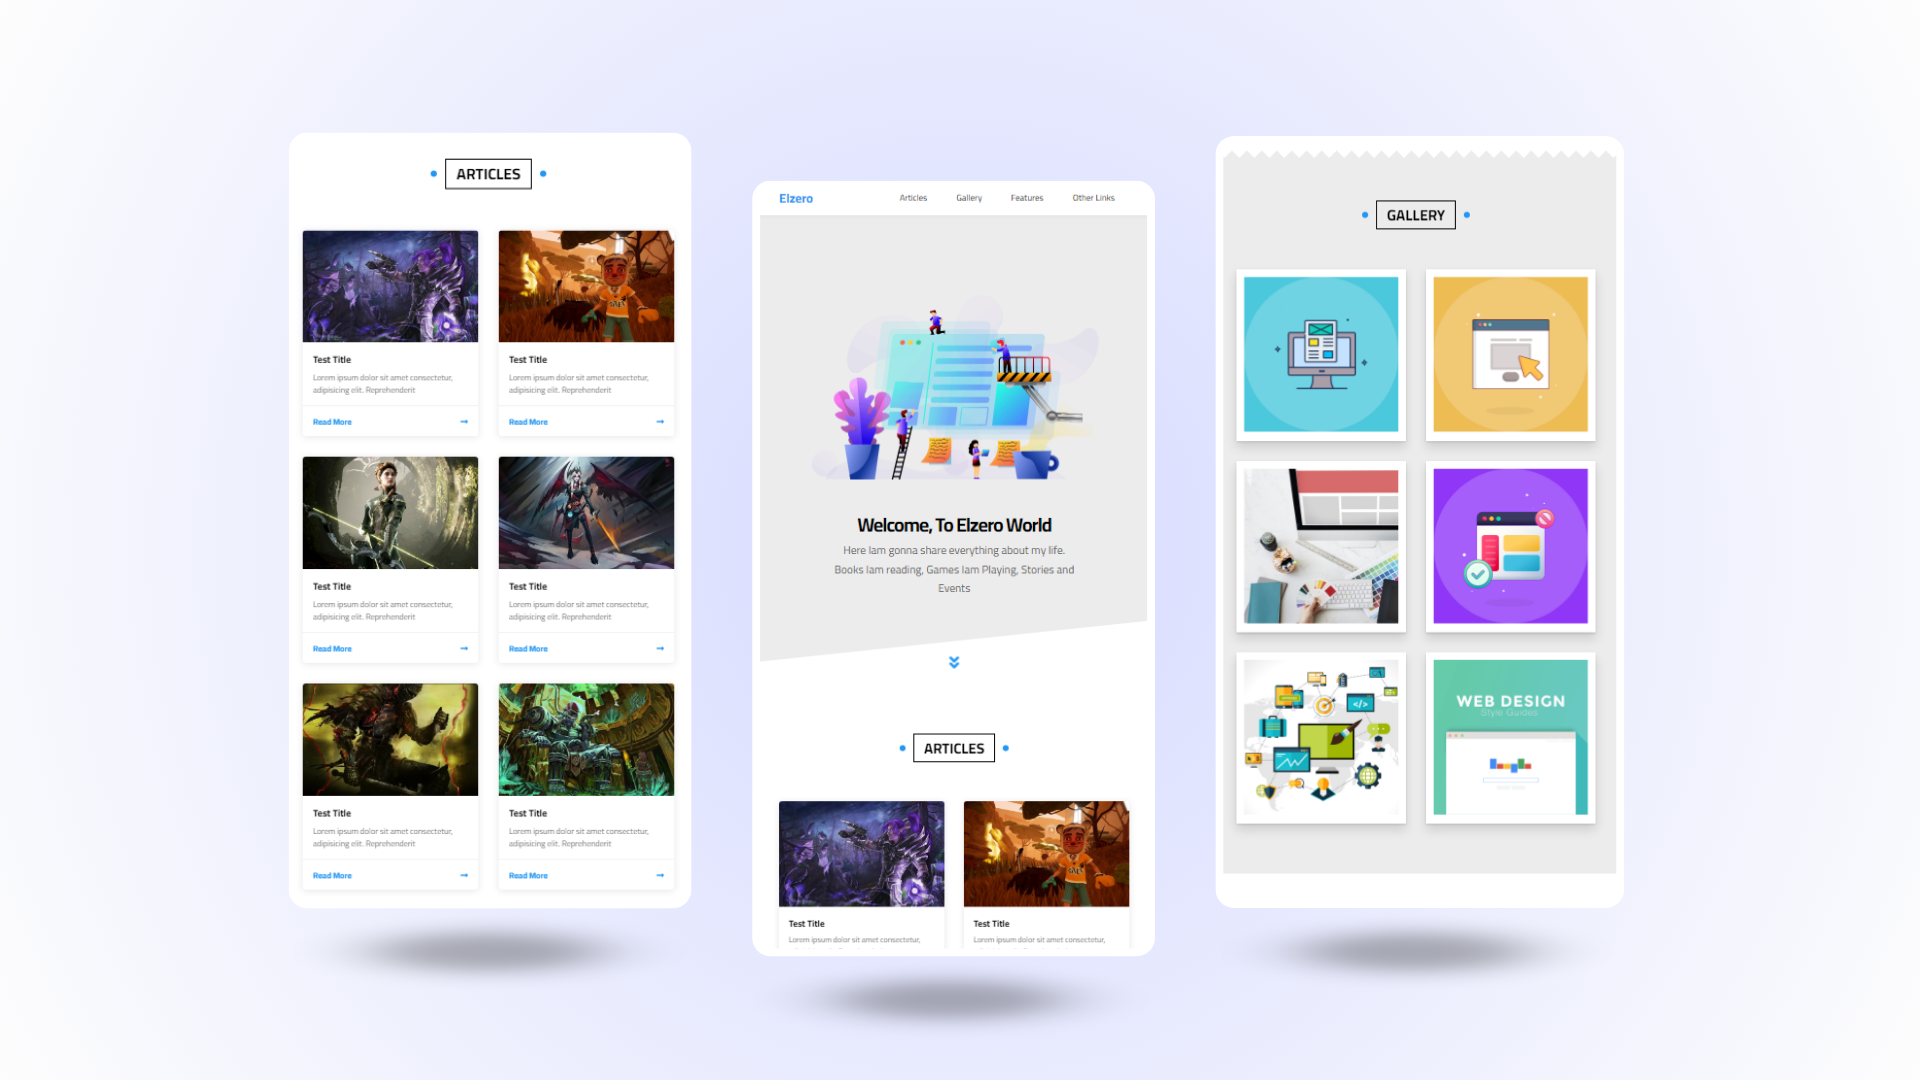 ARTICLES
Test Title
Lorem ipsum dolor sit amet consectetur,
adipisicing elit. Reprehenderit
Read More
Test Title
Lorem ipsum dolor sit amet consectetur,
adipisicing elit. Reprehenderit
Read More
Test Title
Lorem ipsum dolor sit amet consectetur,
adipisicing elit. Reprehenderit
Read More
Test Title
Lorem ipsum dolor sit amet consectetur,
adipisicing elit. Reprehenderit
Read More
Test Title
Lorem ipsum dolor sit amet consectetur,
adipisicing elit. Reprehenderit
Read More
Test Title
Lorem ipsum dolor sit amet consectetur,
adipisicing elit. Reprehenderit
Read More
Elzero
Articles Gallery Features Other Links
Welcome, To Elzero World
Here Iam gonna share everything about my life.
Books Iam reading, Games Iam Playing, Stories and
Events
ARTICLES
Test Title
Lorem ipsum dolor sit amet consectetur,
Test Title
Lorem ipsum dolor sit amet consectetur,
GALLERY
</>
WEB DESIGN
Style Guides